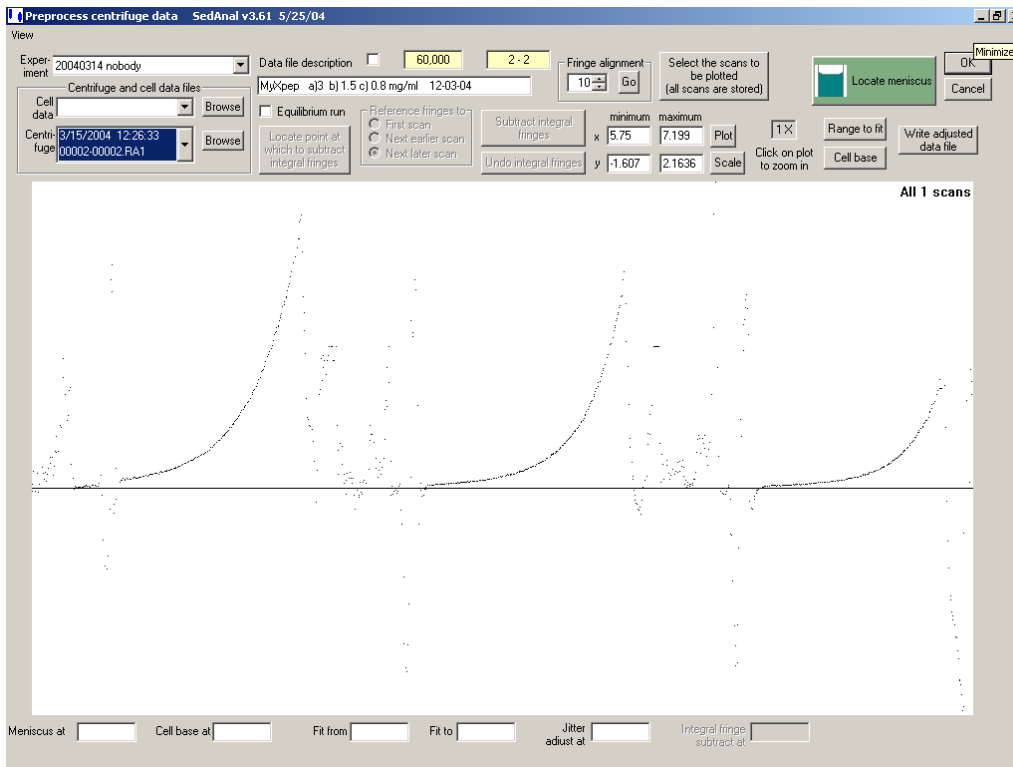 Preprocess centrifuge data SedAnal v3.61 5/25/04
View
Minimize
Exper-
iment
20040314 nobody
Data file description
60,000
2 - 2
MyXpep a)3 b) 1.5 c) 0.8 mg/ml 12-03-04
Fringe alignment
10
Go
Select the scans to
be plotted
(all scans are stored)
Locate meniscus
OK
Cancel
Centrifuge and cell data files
Cell
data
Browse
Centri-
fuge
3/15/2004 12:26:33
00002-00002.RA1
Browse
Equilibrium run
Locate point at
which to subtract
integral fringes
Reference fringes to
First scan
Next earlier scan
Next later scan
Subtract integral
fringes
Undo integral fringes
minimum maximum
x 5.75 7.199 Plot
y -1.607 2.1636 Scale
1 X
Click on plot
to zoom in
Range to fit
Cell base
Write adjusted
data file
All 1 scans
Meniscus at
Cell base at
Fit from
Fit to
Jitter
adjust at
Integral fringe
subtract at